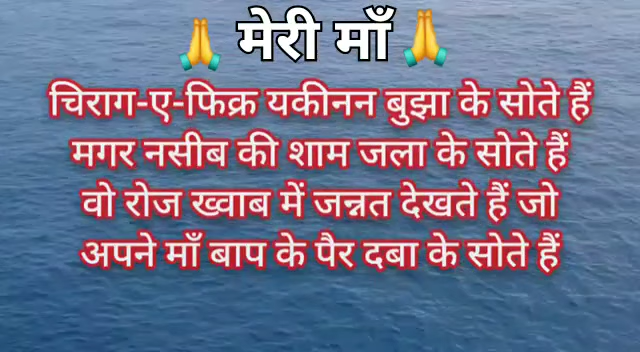 🙏 मेरी माँ 🙏
चिराग-ए-फिक्र यकीनन बुझा के सोते हैं
मगर नसीब की शाम जला के सोते हैं
वो रोज ख्वाब में जन्नत देखते हैं जो
अपने माँ बाप के पैर दबा के सोते हैं